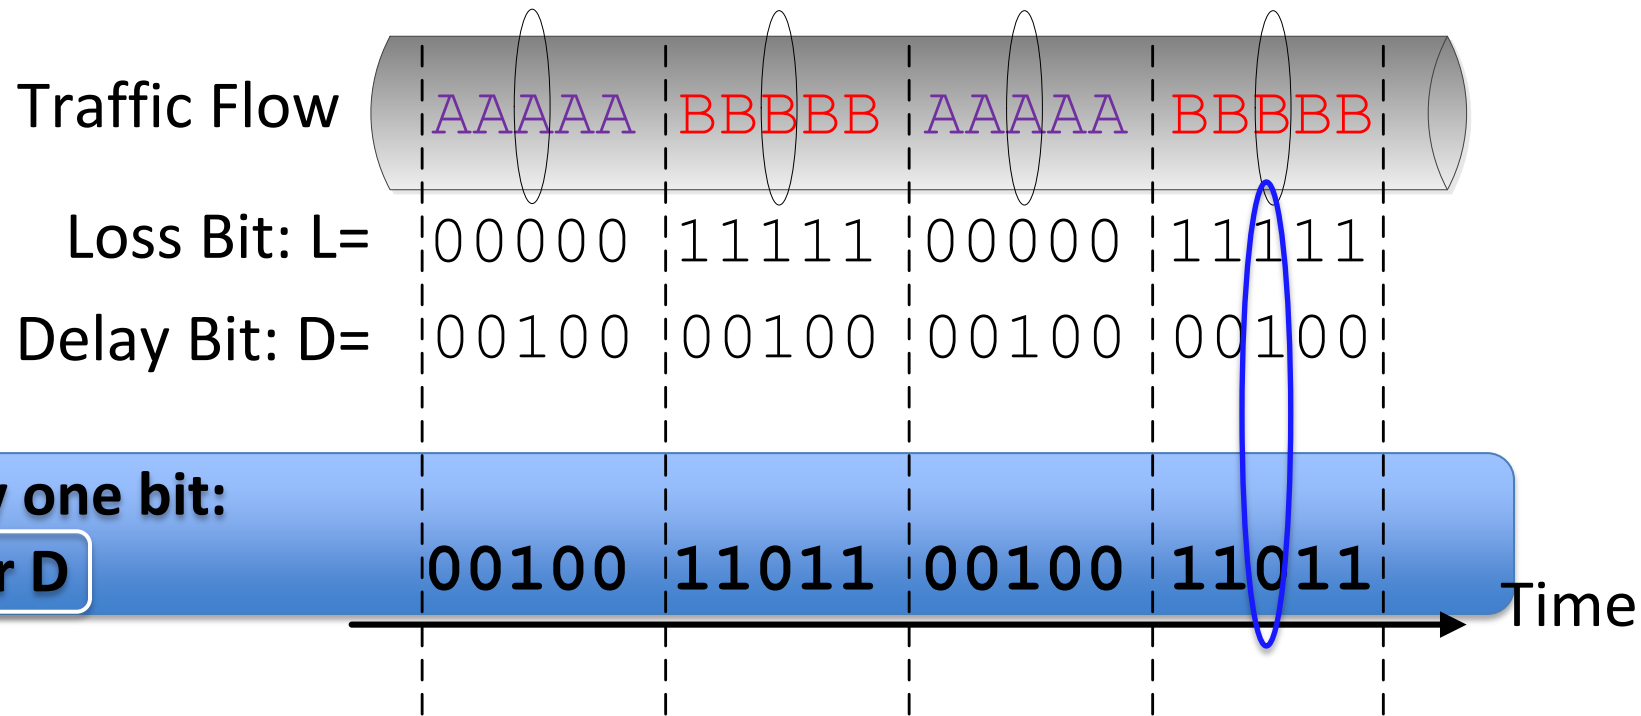 Traffic Flow AAAAA BBBBB AAAAA BBBBB
Loss Bit: L= 00000 11111 00000 11111
Delay Bit: D= 00100 00100 00100 00100
one bit:
D 00100 11011 00100 11011
Time